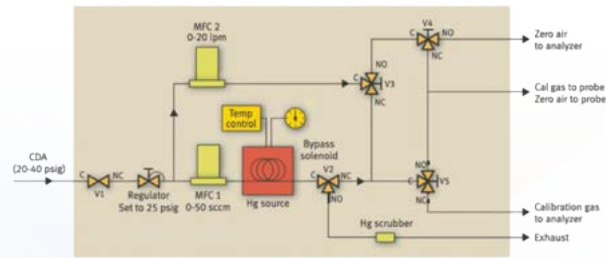 MFC 2
0-20 lpm
V4
C
NO
NC
Zero air
to analyzer
NO
C
V3
NC
Cal gas to probe
Zero air to probe
Temp
control
Bypass
solenoid
CDA
(20-40 psig)
C
NC
V1
Regulator
Set to 25 psig
MFC 1
0-50 sccm
Hg source
C
V2
NC
NO
NO
C
V5
NC
Hg scrubber
Calibration gas
to analyzer
Exhaust